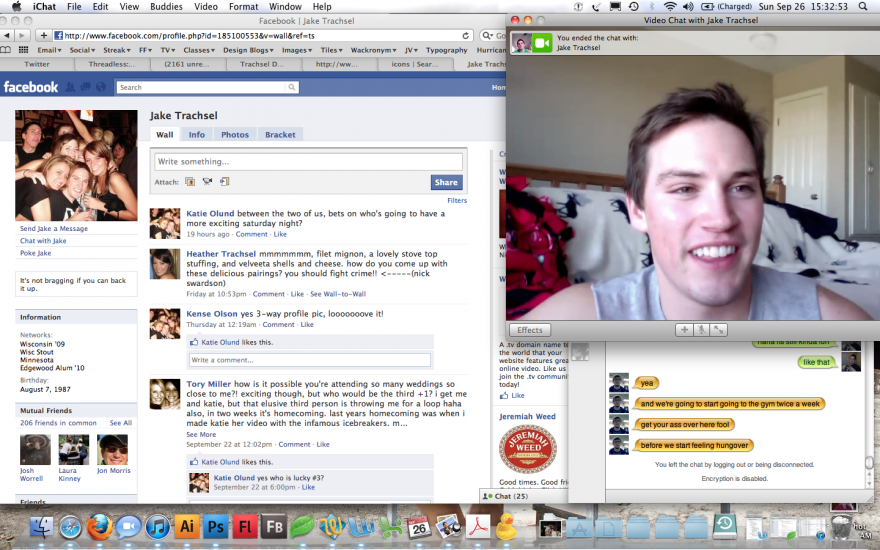 iChat File Edit View Buddies Video Format Window Help
(Charged) Sun Sep 26 15:32:53
Facebook | Jake Trachsel
http://www.facebook.com/profile.php?id=185100553&v=wall&ref=ts
Email Social Streak FF TV Classes Design Blogs Images Tiles Wackronym JV Typography Hurrican
Twitter Threadless: ... (2161 unre... Trachsel D... http://ww... icons | Sear... Jake Trachs
facebook
Search
Jake Trachsel
Wall Info Photos Bracket
Write something...
Attach:
Share
Filters
Send Jake a Message
Chat with Jake
Poke Jake
It's not bragging if you can back
it up.
Information
Networks:
Wisconsin '09
Wisc Stout
Minnesota
Edgewood Alum '10
Birthday:
August 7, 1987
Mutual Friends
206 friends in common See All
Josh
Worrell
Laura
Kinney
Jon Morris
Friends
Katie Olund between the two of us, bets on who's going to have a
more exciting saturday night?
19 hours ago · Comment · Like
Heather Trachsel mmmmmmm, filet mignon, a lovely stove top
stuffing, and velveeta shells and cheese. how do you come up with
these delicious pairings? you should fight crime!! <-----(nick
swardson)
Friday at 10:53pm · Comment · Like · See Wall-to-Wall
Kense Olson yes 3-way profile pic, looooooove it!
Thursday at 12:19am · Comment · Like
Katie Olund likes this.
Write a comment...
Tory Miller how is it possible you're attending so many weddings so
close to me?! exciting though, but who would be the third +1? i get me
and katie, but that elusive third person is throwing me for a loop haha
also, in two weeks it's homecoming. last years homecoming was when i
made katie her video with the infamous icebreakers. m...
See More
September 22 at 12:02pm · Comment · Like
Katie Olund likes this.
Katie Olund yes who is lucky #3?
September 22 at 6:00pm · Like
A .tv domain name te
the world that your
website features grea
online video. Like us
join the .tv communit
today!
Like
Jeremiah Weed
JEREMIAH
WEED
Good times. Good
Chat (25)
Video Chat with Jake Trachsel
You ended the chat with:
Jake Trachsel
Effects
haha its still kinda fun
like that
yea
and we're going to start going to the gym twice a week
get your ass over here fool
before we start feeling hungover
You left the chat by logging out or being disconnected.
Encryption is disabled.
Ai Ps Fl FB
26
hot
AM